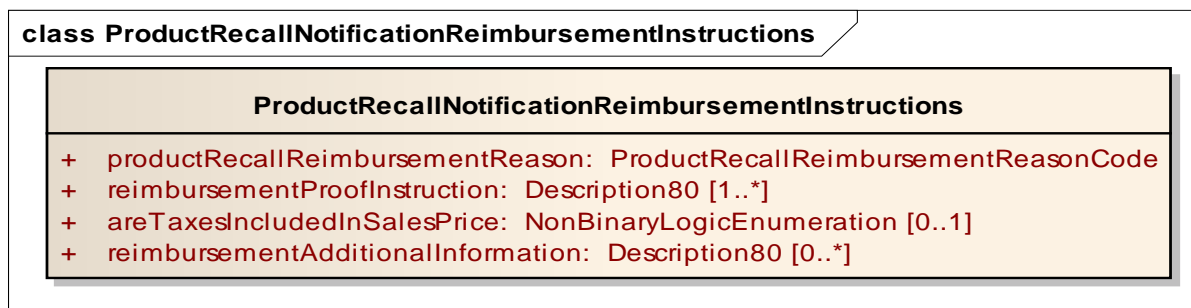 class ProductRecallNotificationReimbursementInstructions
ProductRecallNotificationReimbursementInstructions
+ productRecallReimbursementReason: ProductRecallReimbursementReasonCode
+ reimbursementProofInstruction: Description80 [1..*]
+ areTaxesIncludedInSalesPrice: NonBinaryLogicEnumeration [0..1]
+ reimbursementAdditionalInformation: Description80 [0..*]